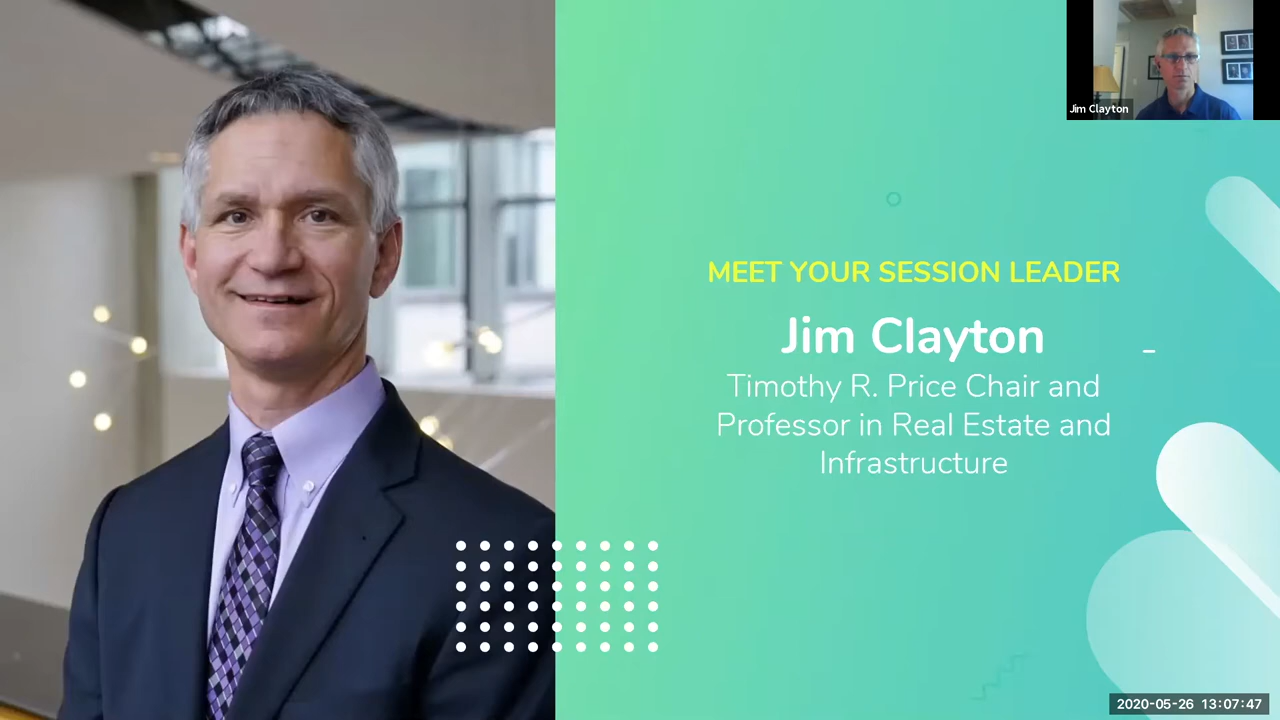 Jim Clayton
MEET YOUR SESSION LEADER
Jim Clayton
Timothy R. Price Chair and
Professor in Real Estate and
Infrastructure
2020-05-26 13:07:47